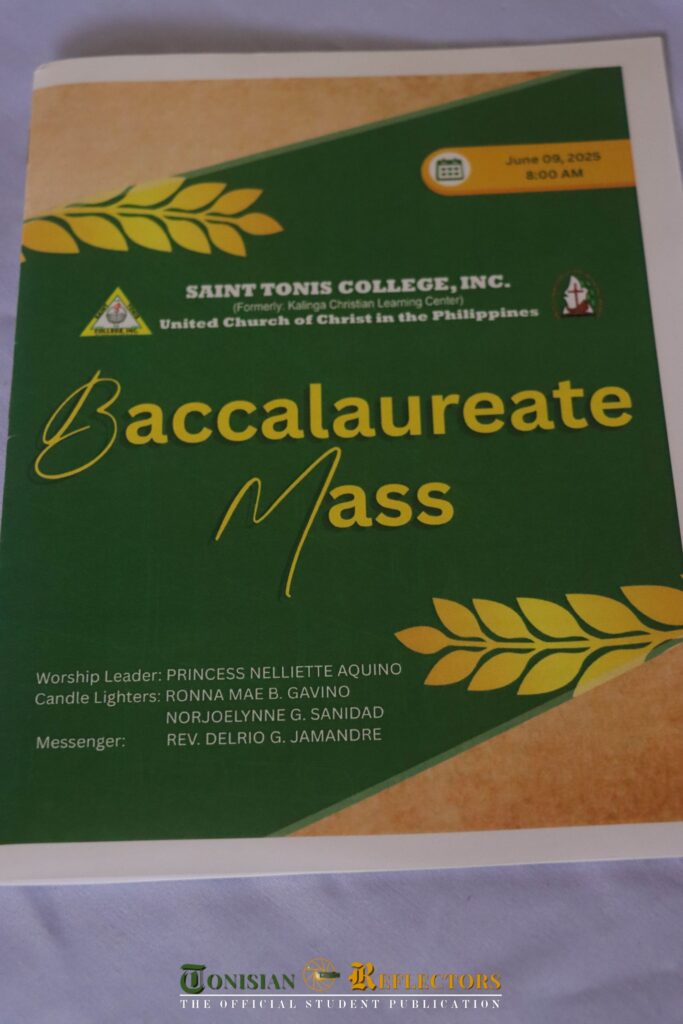 June 09, 2025
8:00 AM
SAINT TONIS COLLEGE, INC.
(Formerly: Kalinga Christian Learning Center)
United Church of Christ in the Philippines
COLLEGE INC.
Baccalaureate
Mass
Worship Leader: PRINCESS NELLIETTE AQUINO
Candle Lighters: RONNA MAE B. GAVINO
NORJOELYNNE G. SANIDAD
Messenger: REV. DELRIO G. JAMANDRE
TONISIAN REFLECTORS
THE OFFICIAL STUDENT PUBLICATION